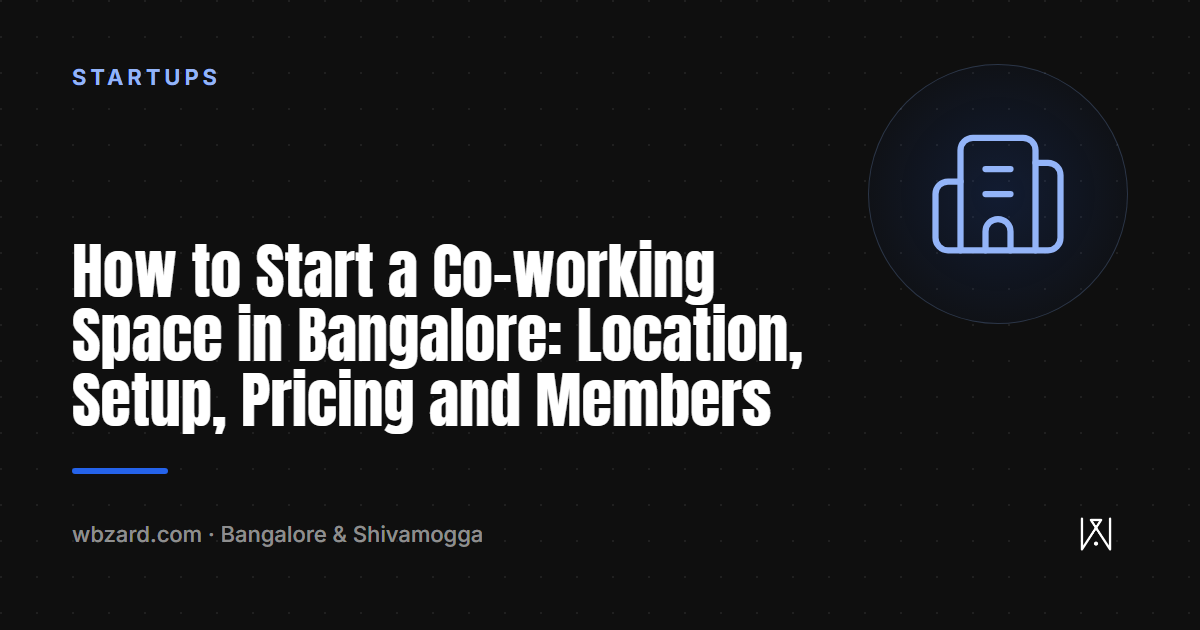 STARTUPS
How to Start a Co-working
Space in Bangalore: Location,
Setup, Pricing and Members
wbzard.com · Bangalore & Shivamogga